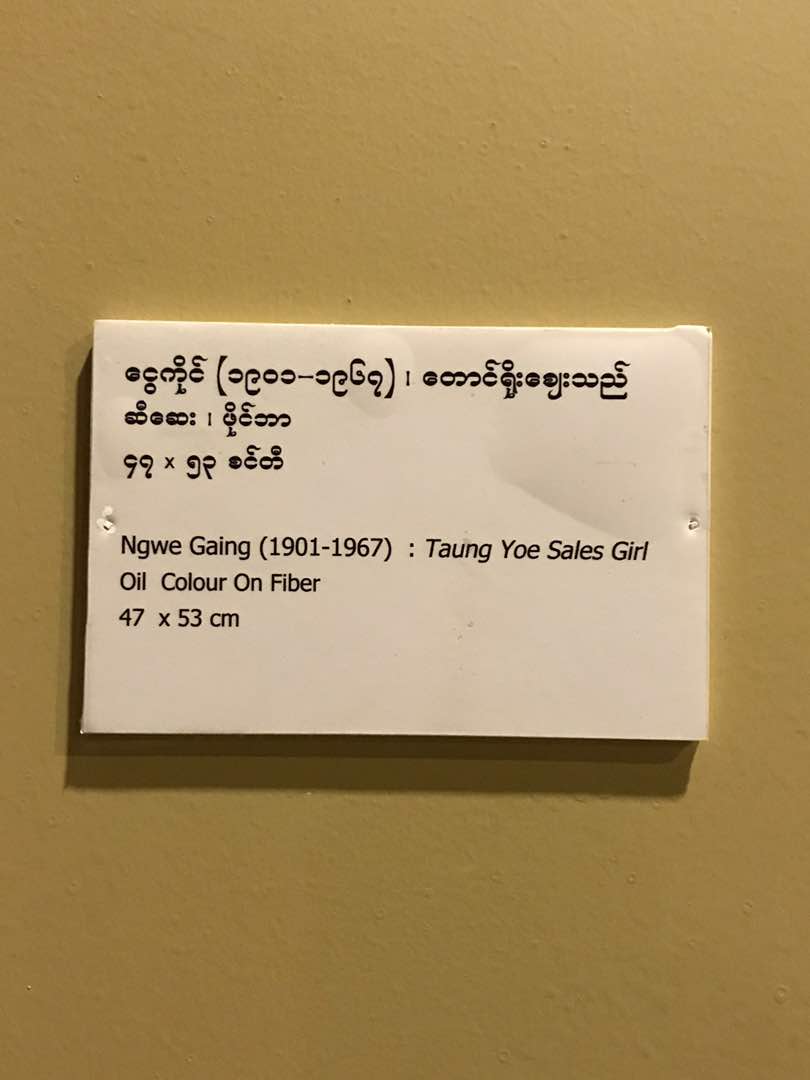 ငွေကိုင် (၁၉၀၁-၁၉၆၇) ၊ တောင်ရိုးဈေးသည်
ဆီဆေး ၊ ဖိုင်ဘာ
၄၇ x ၅၃ စင်တီ
Ngwe Gaing (1901-1967) : Taung Yoe Sales Girl
Oil Colour On Fiber
47 x 53 cm